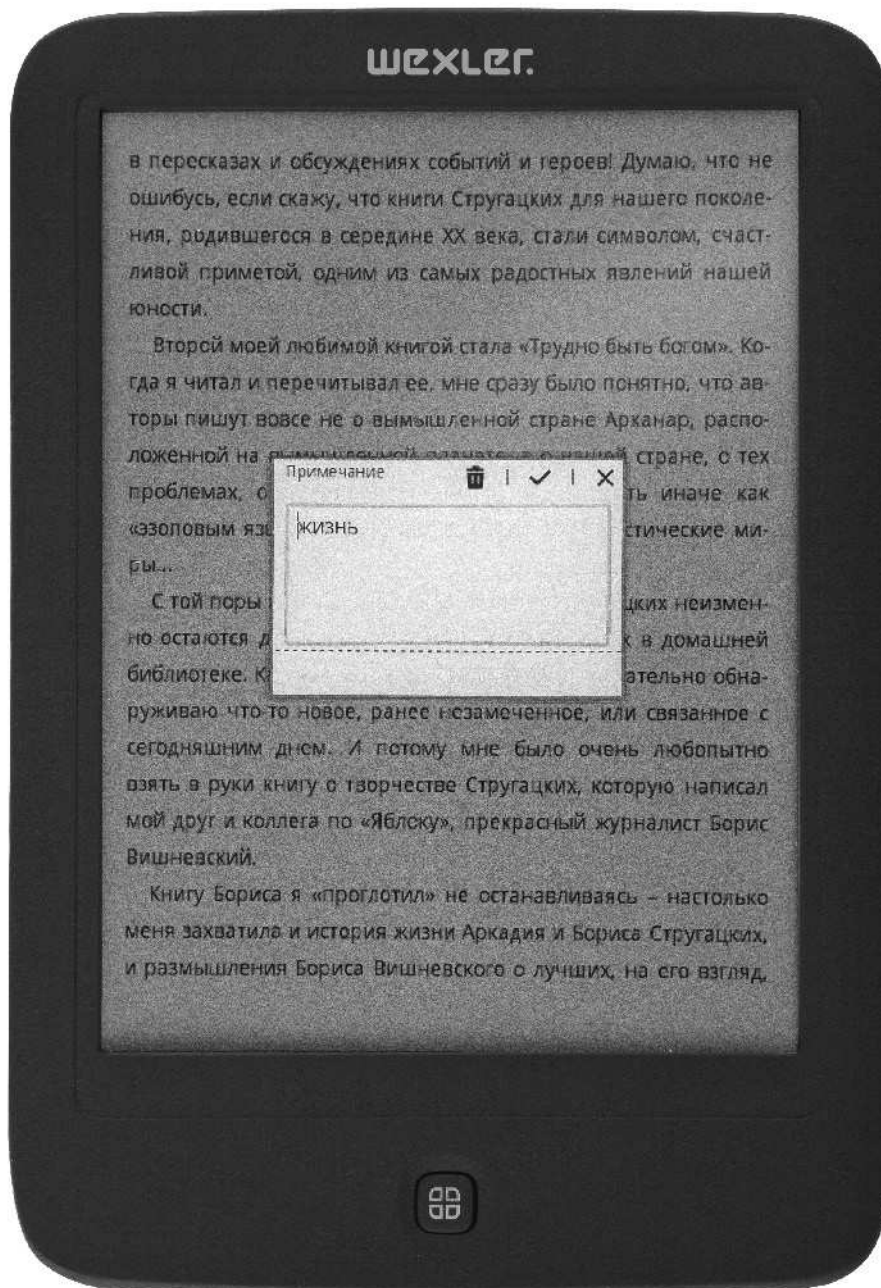 wexler.
в пересказах и обсуждениях событий и героев! Думаю, что не
ошибусь, если скажу, что книги Стругацких для нашего поколе-
ния, родившегося в середине XX века, стали символом, счаст-
ливой приметой, одним из самых радостных явлений нашей
юности.
Второй моей любимой книгой стала «Трудно быть богом». Ко-
гда я читал и перечитывал ее, мне сразу было понятно, что ав-
торы пишут вовсе не о вымышленной стране Арканар, распо-
ложенной на вымышленной планете, а о нашей стране, о тех
проблемах, о ть иначе как
«эзоповым стические ми-
ры...
С той поры цких неизмен-
но остаются в домашней
библиотеке. ательно обна-
Примечание
жизнь
руживаю что-то новое, ранее незамеченное, или связанное с
сегодняшним днем. И потому мне было очень любопытно
взять в руки книгу о творчестве Стругацких, которую написал
мой друг и коллега по «Яблоку», прекрасный журналист Борис
Вишневский.
Книгу Бориса я «проглотил» не останавливаясь – настолько
меня захватила и история жизни Аркадия и Бориса Стругацких,
и размышления Бориса Вишневского о лучших, на его взгляд,